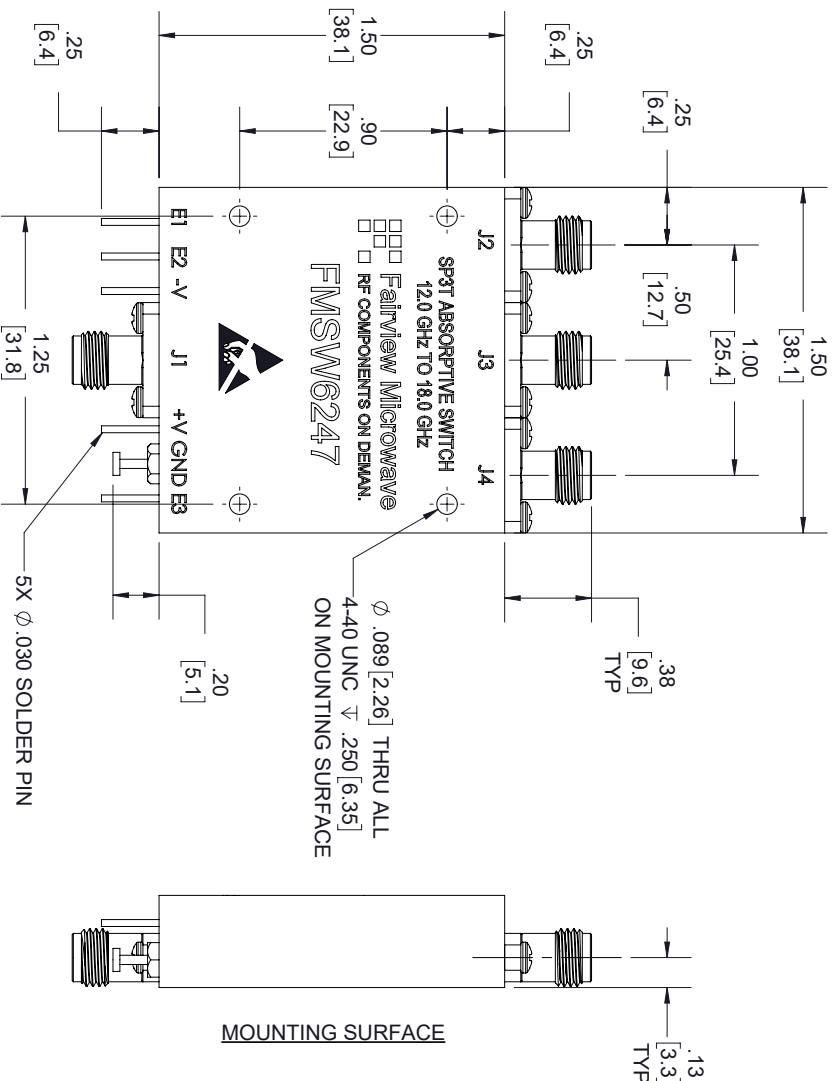 1.50
[38.1]
1.00
[25.4]
.50
[12.7]
.25
[6.4]
.25
[6.4]
1.50
[38.1]
.90
[22.9]
.25
[6.4]
J2
J3
J4
SP3T ABSORPTIVE SWITCH
12.0 GHz TO 18.0 GHz
Fairview Microwave
RF COMPONENTS ON DEMAN.
FMSW6247
E1 E2 -V J1 +V GND E3
1.25
[31.8]
.38
[9.6]
TYP
Ø .089 [2.26] THRU ALL
4-40 UNC ↧ .250 [6.35]
ON MOUNTING SURFACE
.20
[5.1]
5X Ø .030 SOLDER PIN
.13
[3.3
TYP
MOUNTING SURFACE